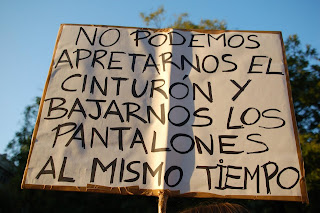 NO PODEMOS
APRETARNOS EL
CINTURÓN Y
BAJARNOS LOS
PANTALONES
AL MISMO TIEMPO